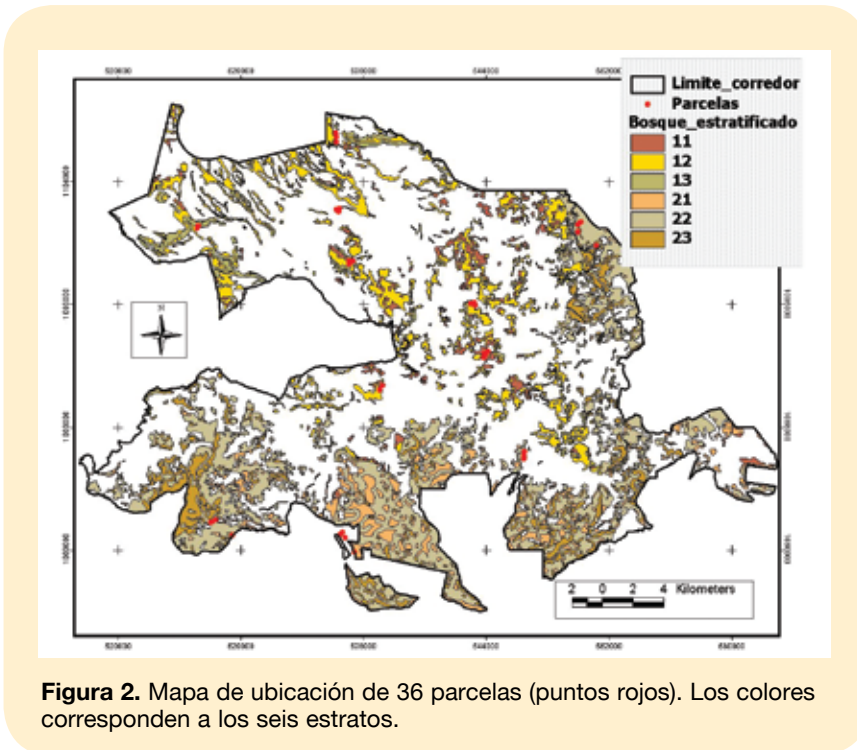 Limite_corredor
Parcelas
Bosque_estratificado
11
12
13
21
22
23
N
2 0 2 4 Kilometers
Figura 2. Mapa de ubicación de 36 parcelas (puntos rojos). Los colores
corresponden a los seis estratos.